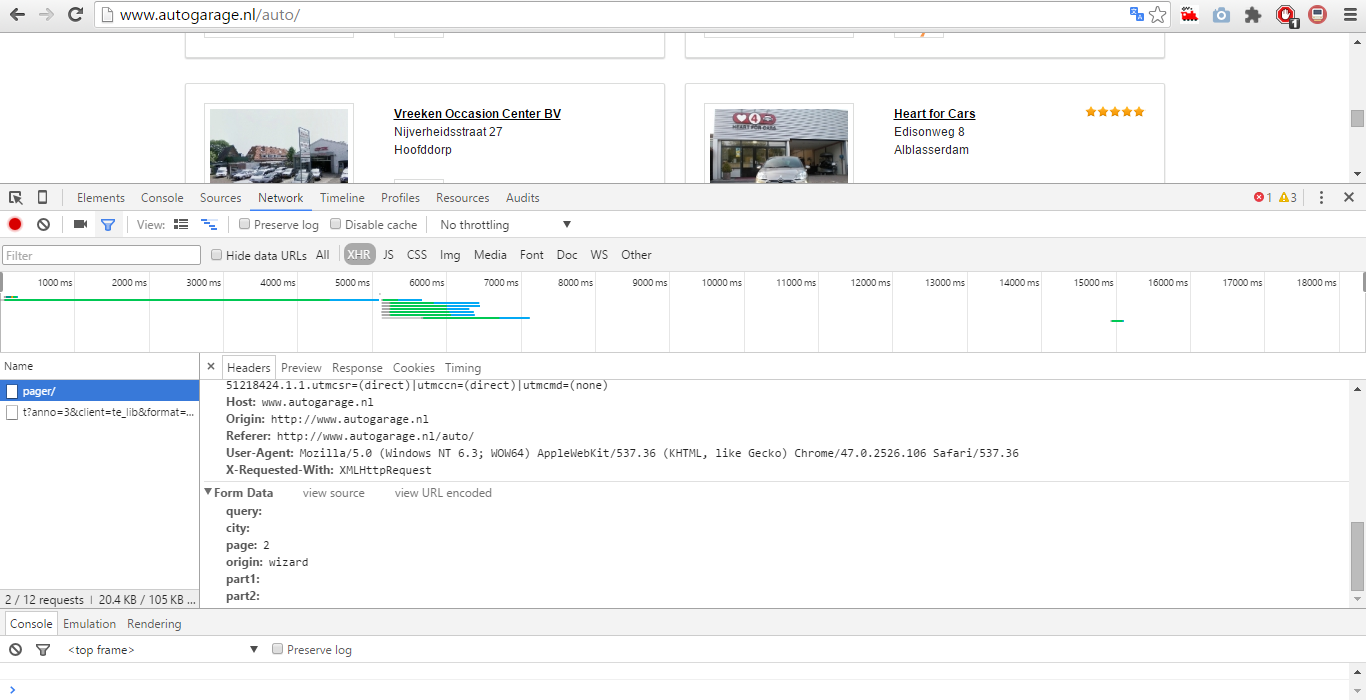 www.autogarage.nl/auto/
1
Vreeken Occasion Center BV
Nijverheidsstraat 27
Hoofddorp
Heart for Cars
Edisonweg 8
Alblasserdam
HEART FOR CARS
Elements Console Sources Network Timeline Profiles Resources Audits 1 3
View: Preserve log Disable cache No throttling
Filter Hide data URLs All XHR JS CSS Img Media Font Doc WS Other
1000 ms 2000 ms 3000 ms 4000 ms 5000 ms 6000 ms 7000 ms 8000 ms 9000 ms 10000 ms 11000 ms 12000 ms 13000 ms 14000 ms 15000 ms 16000 ms 17000 ms 18000 ms
Name
pager/
t?anno=3&client=te_lib&format=...
2 / 12 requests | 20.4 KB / 105 KB ...
Headers Preview Response Cookies Timing
51218424.1.1.utmcsr=(direct)|utmccn=(direct)|utmcmd=(none)
Host: www.autogarage.nl
Origin: http://www.autogarage.nl
Referer: http://www.autogarage.nl/auto/
User-Agent: Mozilla/5.0 (Windows NT 6.3; WOW64) AppleWebKit/537.36 (KHTML, like Gecko) Chrome/47.0.2526.106 Safari/537.36
X-Requested-With: XMLHttpRequest
Form Data view source view URL encoded
query:
city:
page: 2
origin: wizard
part1:
part2:
Console Emulation Rendering
<top frame> Preserve log